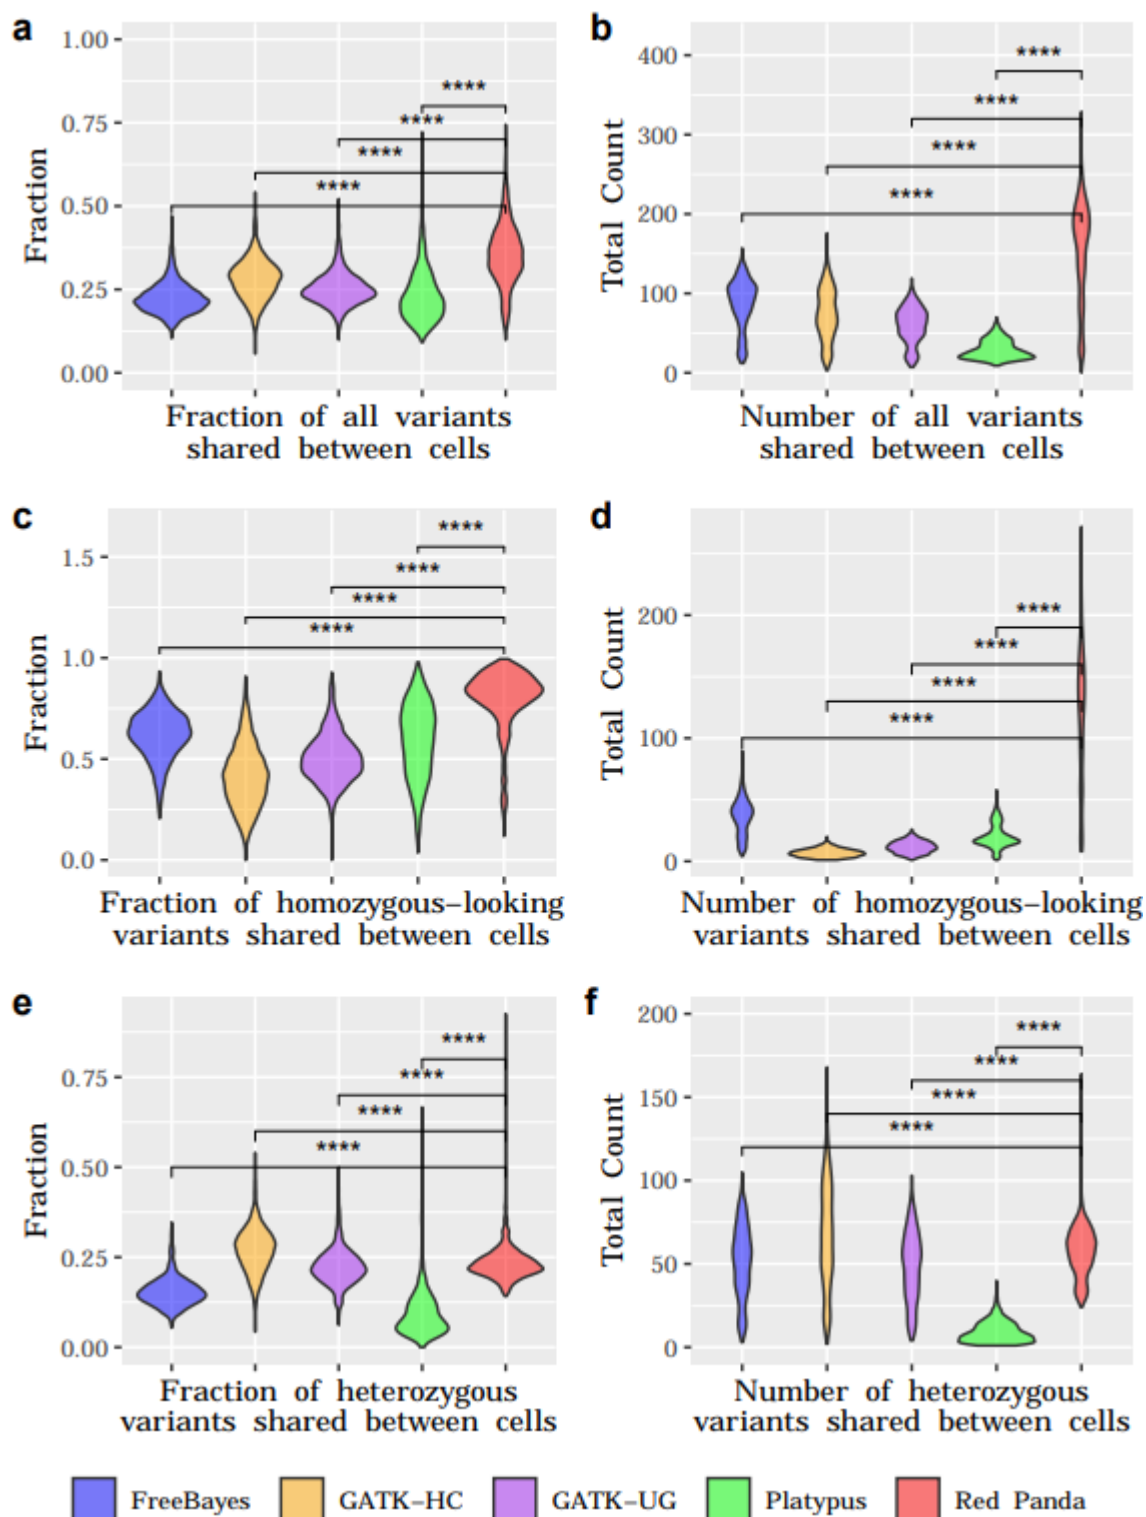 a
1.00
0.75
0.50
0.25
0.00
Fraction
****
****
****
****
Fraction of all variants
shared between cells
b
400
300
200
100
0
Total Count
****
****
****
****
Number of all variants
shared between cells
c
1.5
1.0
0.5
0.0
Fraction
****
****
****
****
Fraction of homozygous-looking
variants shared between cells
d
200
100
0
Total Count
****
****
****
****
Number of homozygous-looking
variants shared between cells
e
0.75
0.50
0.25
0.00
Fraction
****
****
****
****
Fraction of heterozygous
variants shared between cells
f
200
150
100
50
0
Total Count
****
****
****
****
Number of heterozygous
variants shared between cells
FreeBayes GATK-HC GATK-UG Platypus Red Panda